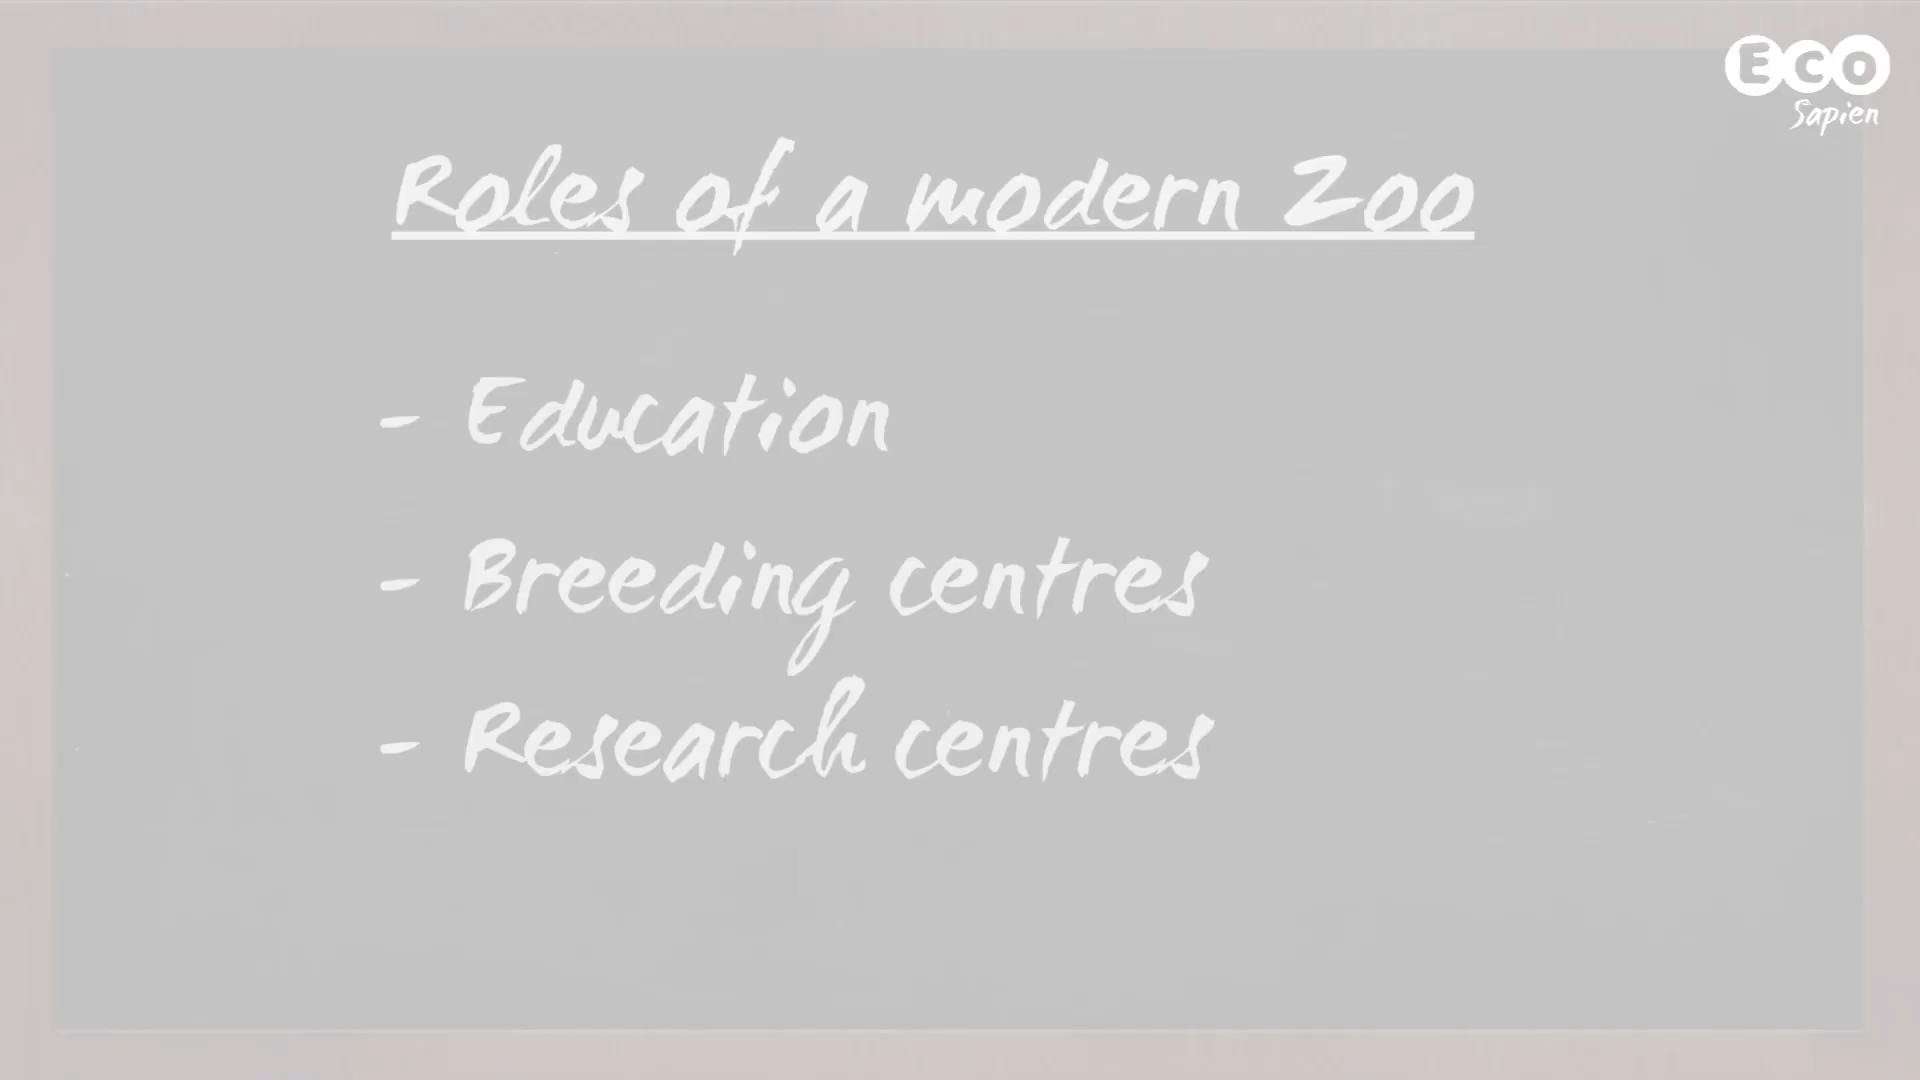 ECO
Sapien
Roles of a modern Zoo
- Education
- Breeding centres
- Research centres